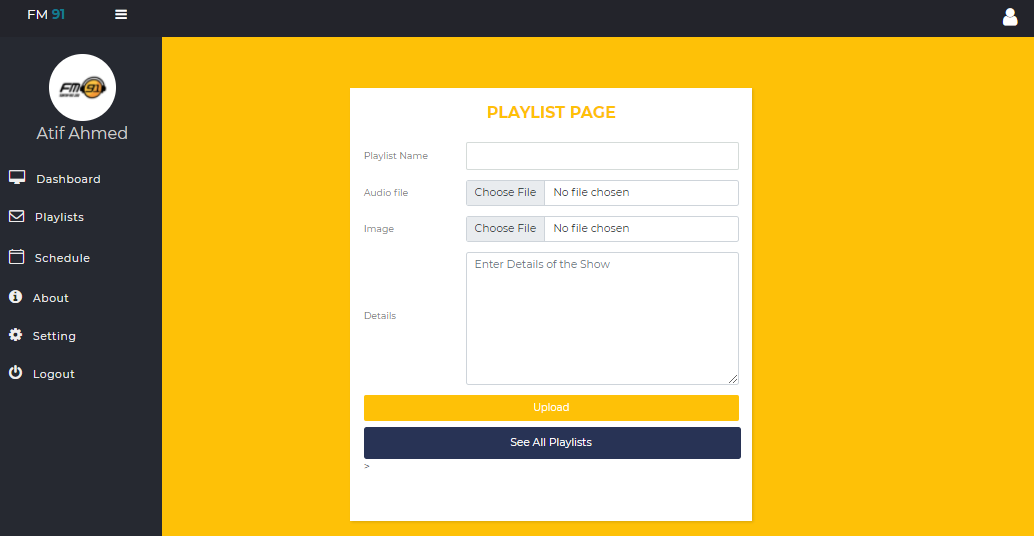 FM 91
FM 91
Atif Ahmed
Dashboard
Playlists
Schedule
About
Setting
Logout
PLAYLIST PAGE
Playlist Name
Audio file Choose File No file chosen
Image Choose File No file chosen
Details Enter Details of the Show
Upload
See All Playlists
>